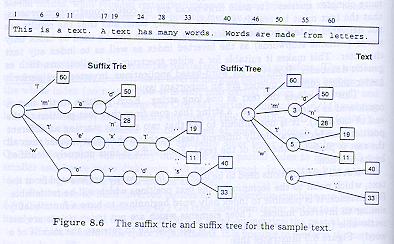 1 6 9 11 17 19 24 28 33 40 46 50 55 60
This is a text. A text has many words. Words are made from letters.
Text
Suffix Trie
Suffix Tree
60
'm' 'a' 'd' 50
'n' 28
't' 'e' 't' 19
11
'w' 'o' 'r' 'd' 's' 40
33
60
1 'm' 3 'd' 50
'n' 28
't' 5 19
11
'w' 6 40
33
Figure 8.6 The suffix trie and suffix tree for the sample text.